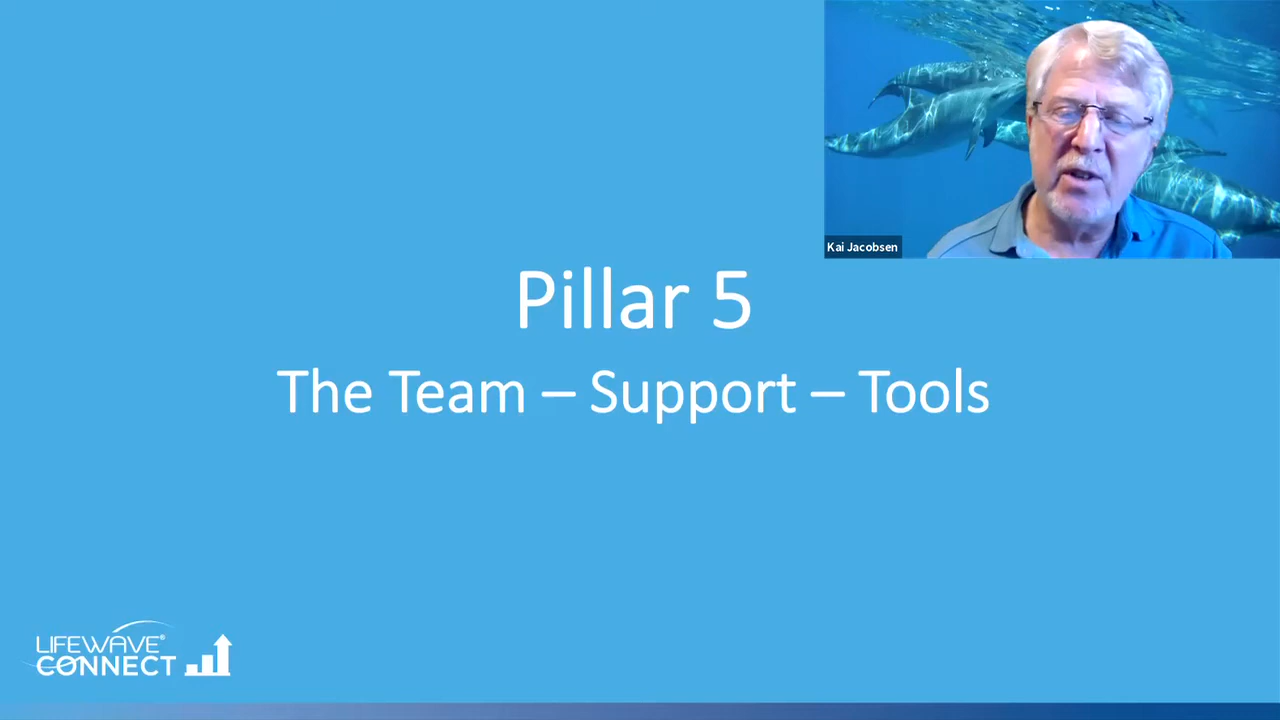 Kai Jacobsen
Pillar 5
The Team – Support – Tools
LIFEWAVE®
CONNECT